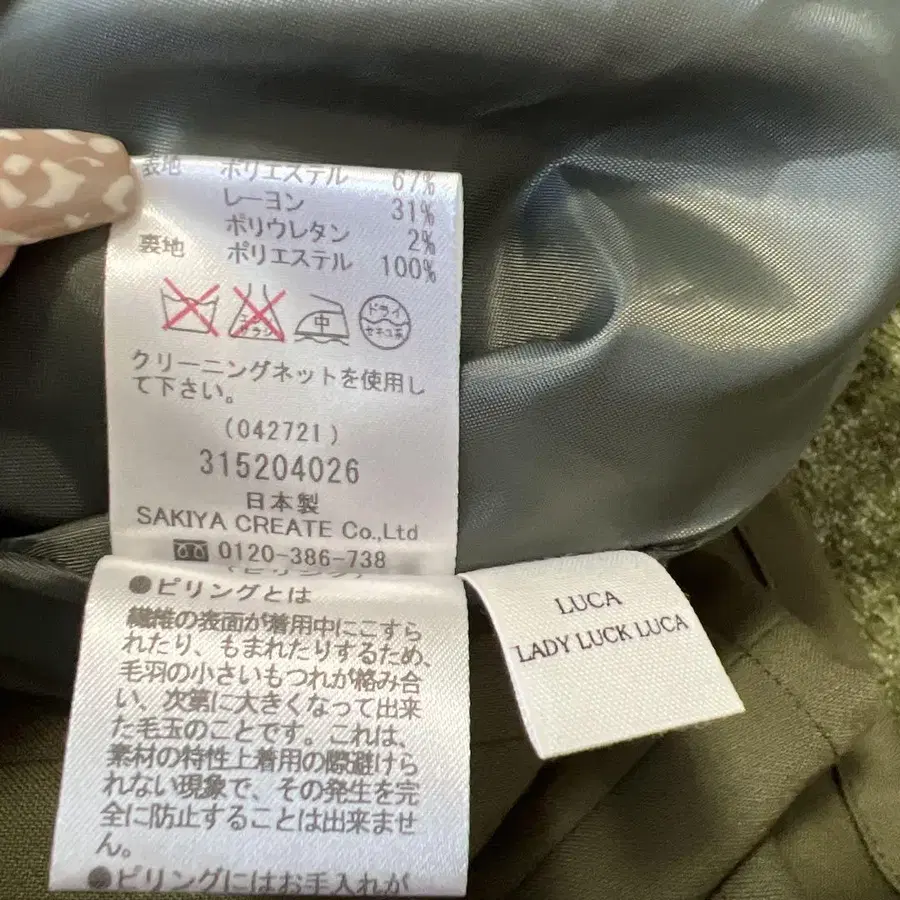 表地 ポリエステル 67%
レーヨン 31%
ポリウレタン 2%
裏地 ポリエステル 100%
中
ドライ
セキユ系
クリーニングネットを使用し
て下さい。
(042721)
315204026
日本製
SAKIYA CREATE Co.,Ltd
0120-386-738
●ピリングとは
繊維の表面が着用中にこすら
れたり、もまれたりするため、
毛羽の小さいもつれが絡み合
い、次第に大きくなって出来
た毛玉のことです。これは、
素材の特性上着用の際避けら
れない現象で、その発生を完
全に防止することは出来ませ
ん。
●ピリングにはお手入れが
LUCA
LADY LUCK LUCA